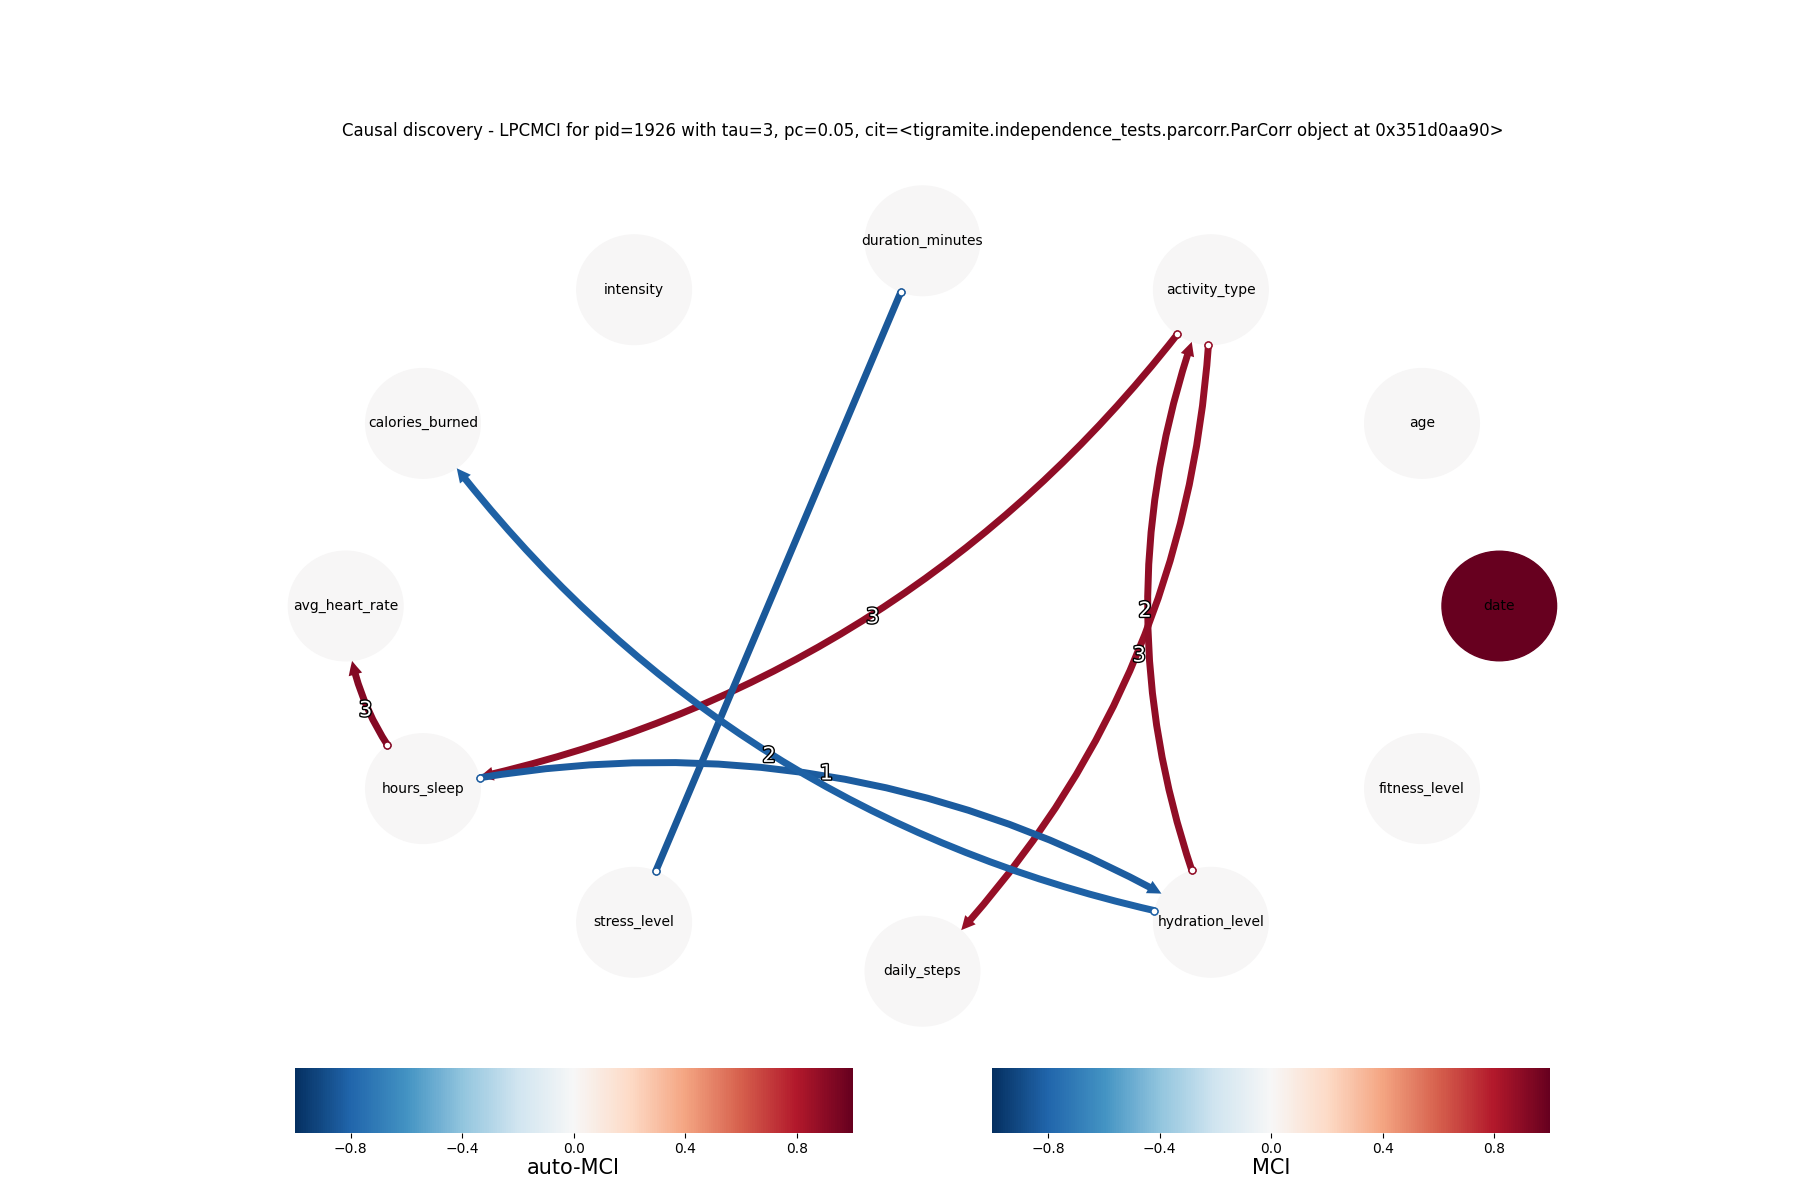 Causal discovery - LPCMCI for pid=1926 with tau=3, pc=0.05, cit=<tigramite.independence_tests.parcorr.ParCorr object at 0x351d0aa90>
duration_minutes
intensity
activity_type
calories_burned
age
avg_heart_rate
date
2
3
3
3
2
1
hours_sleep
fitness_level
stress_level
hydration_level
daily_steps
−0.8 −0.4 0.0 0.4 0.8
auto-MCI
−0.8 −0.4 0.0 0.4 0.8
MCI